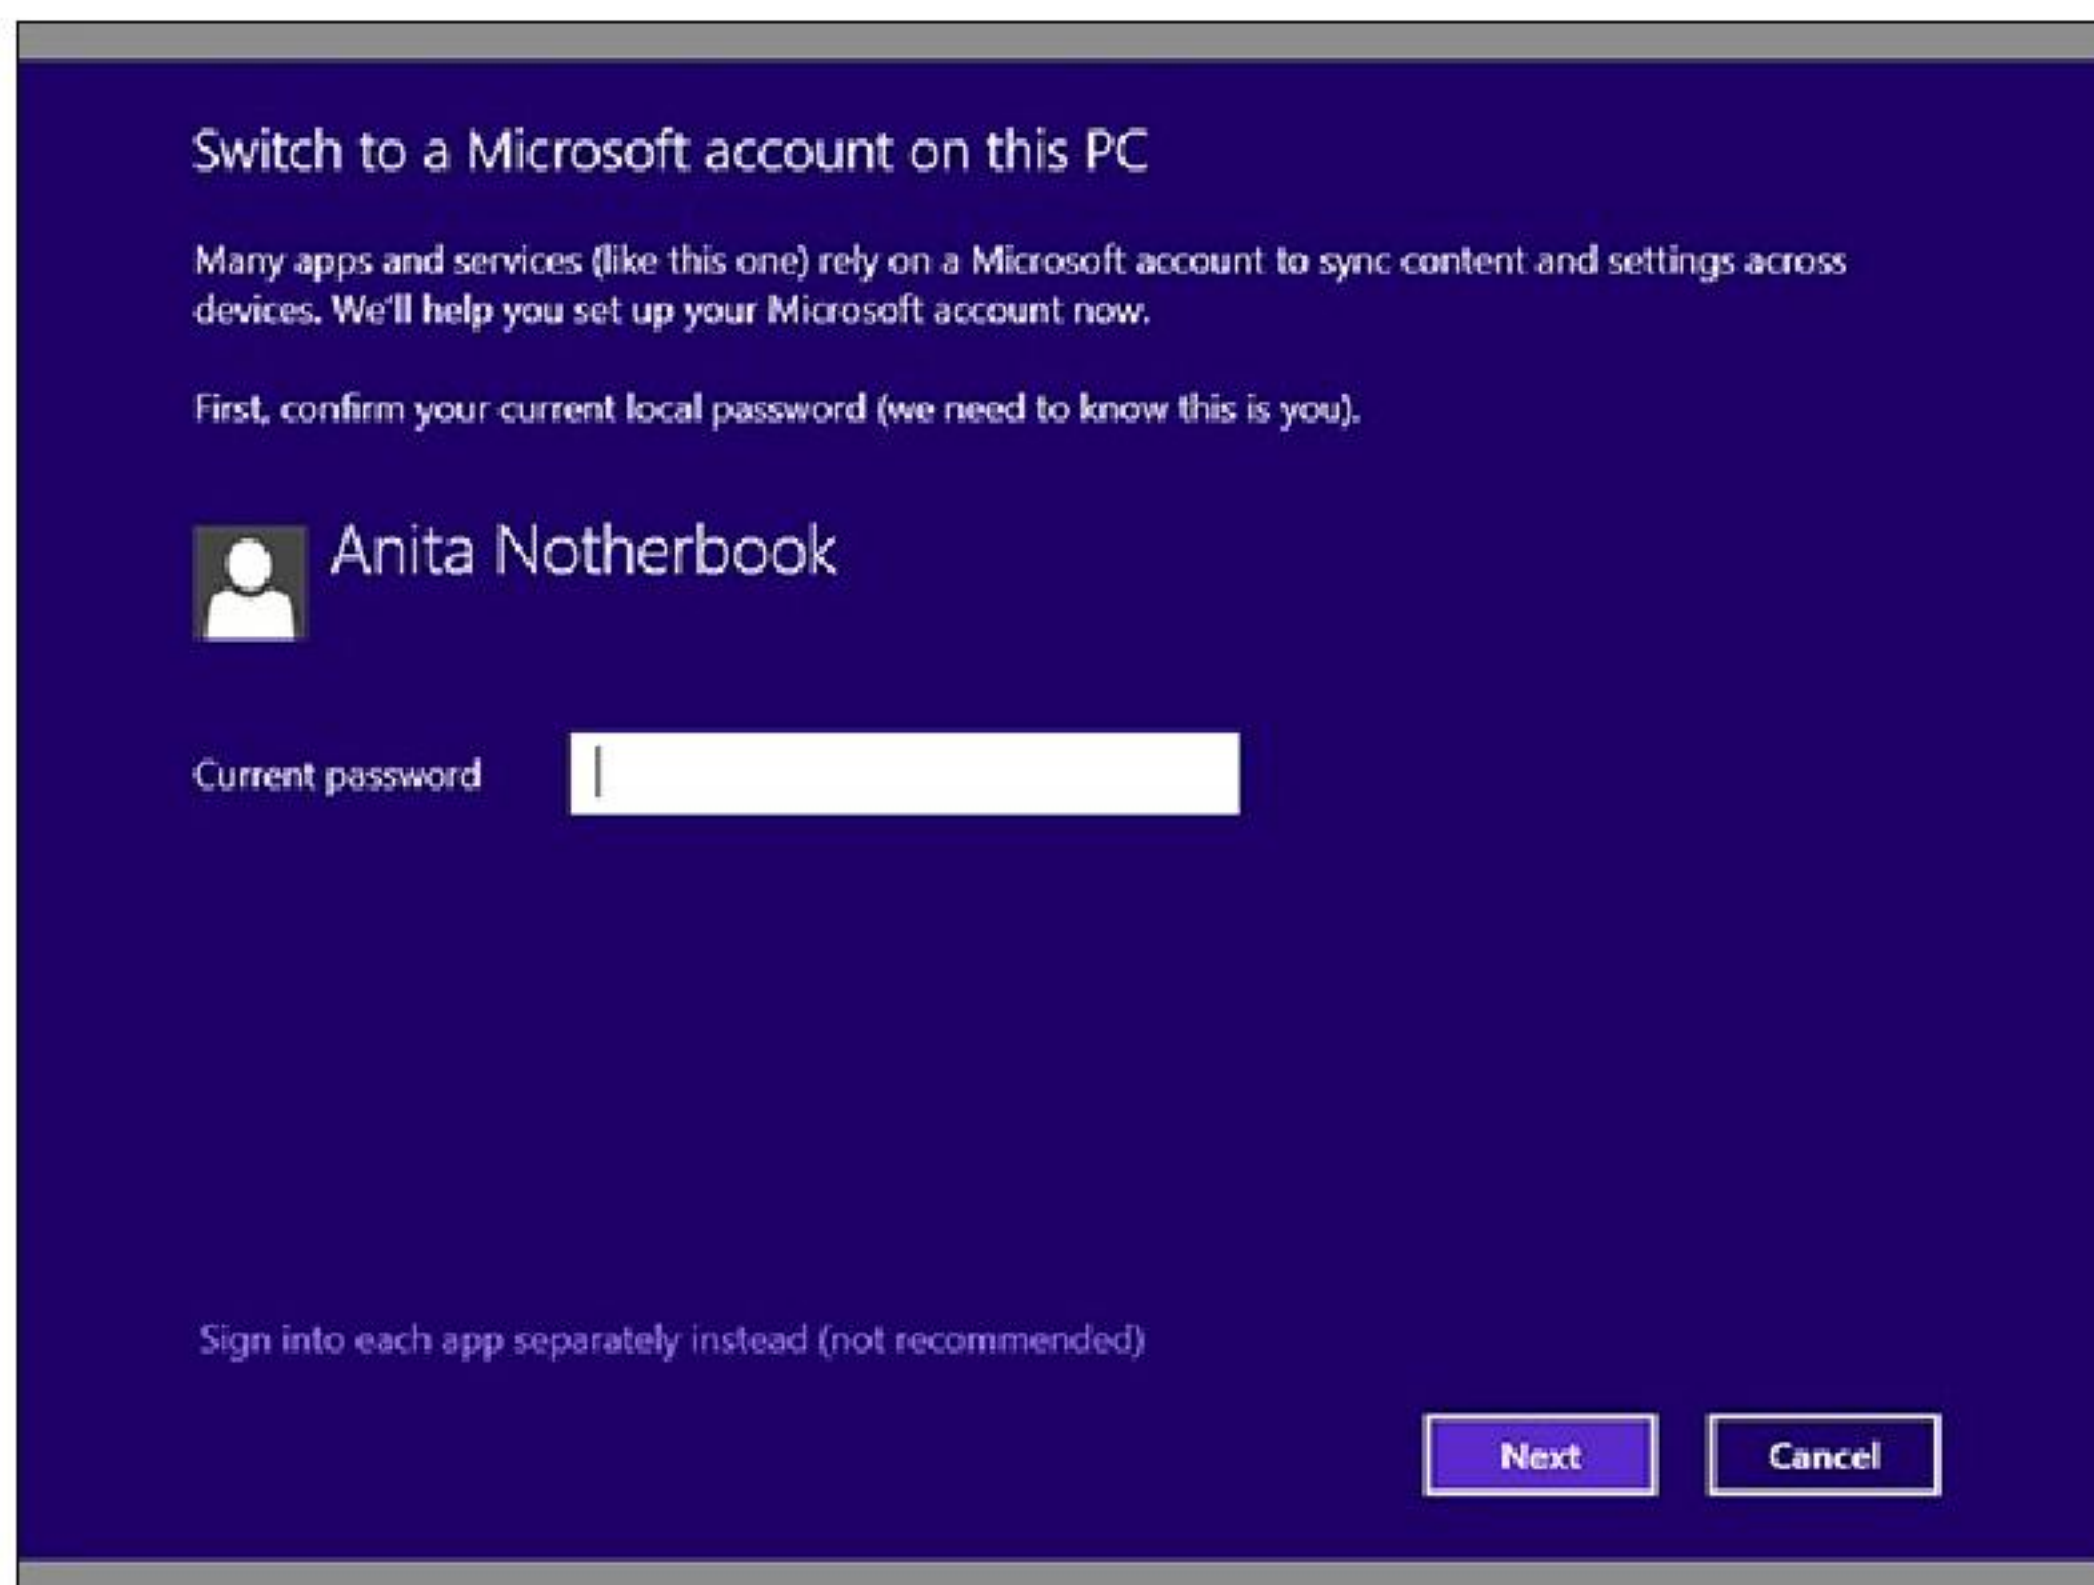 Switch to a Microsoft account on this PC
Many apps and services (like this one) rely on a Microsoft account to sync content and settings across
devices. We'll help you set up your Microsoft account now.
First, confirm your current local password (we need to know this is you).
Anita Notherbook
Current password
Sign into each app separately instead (not recommended)
Next
Cancel